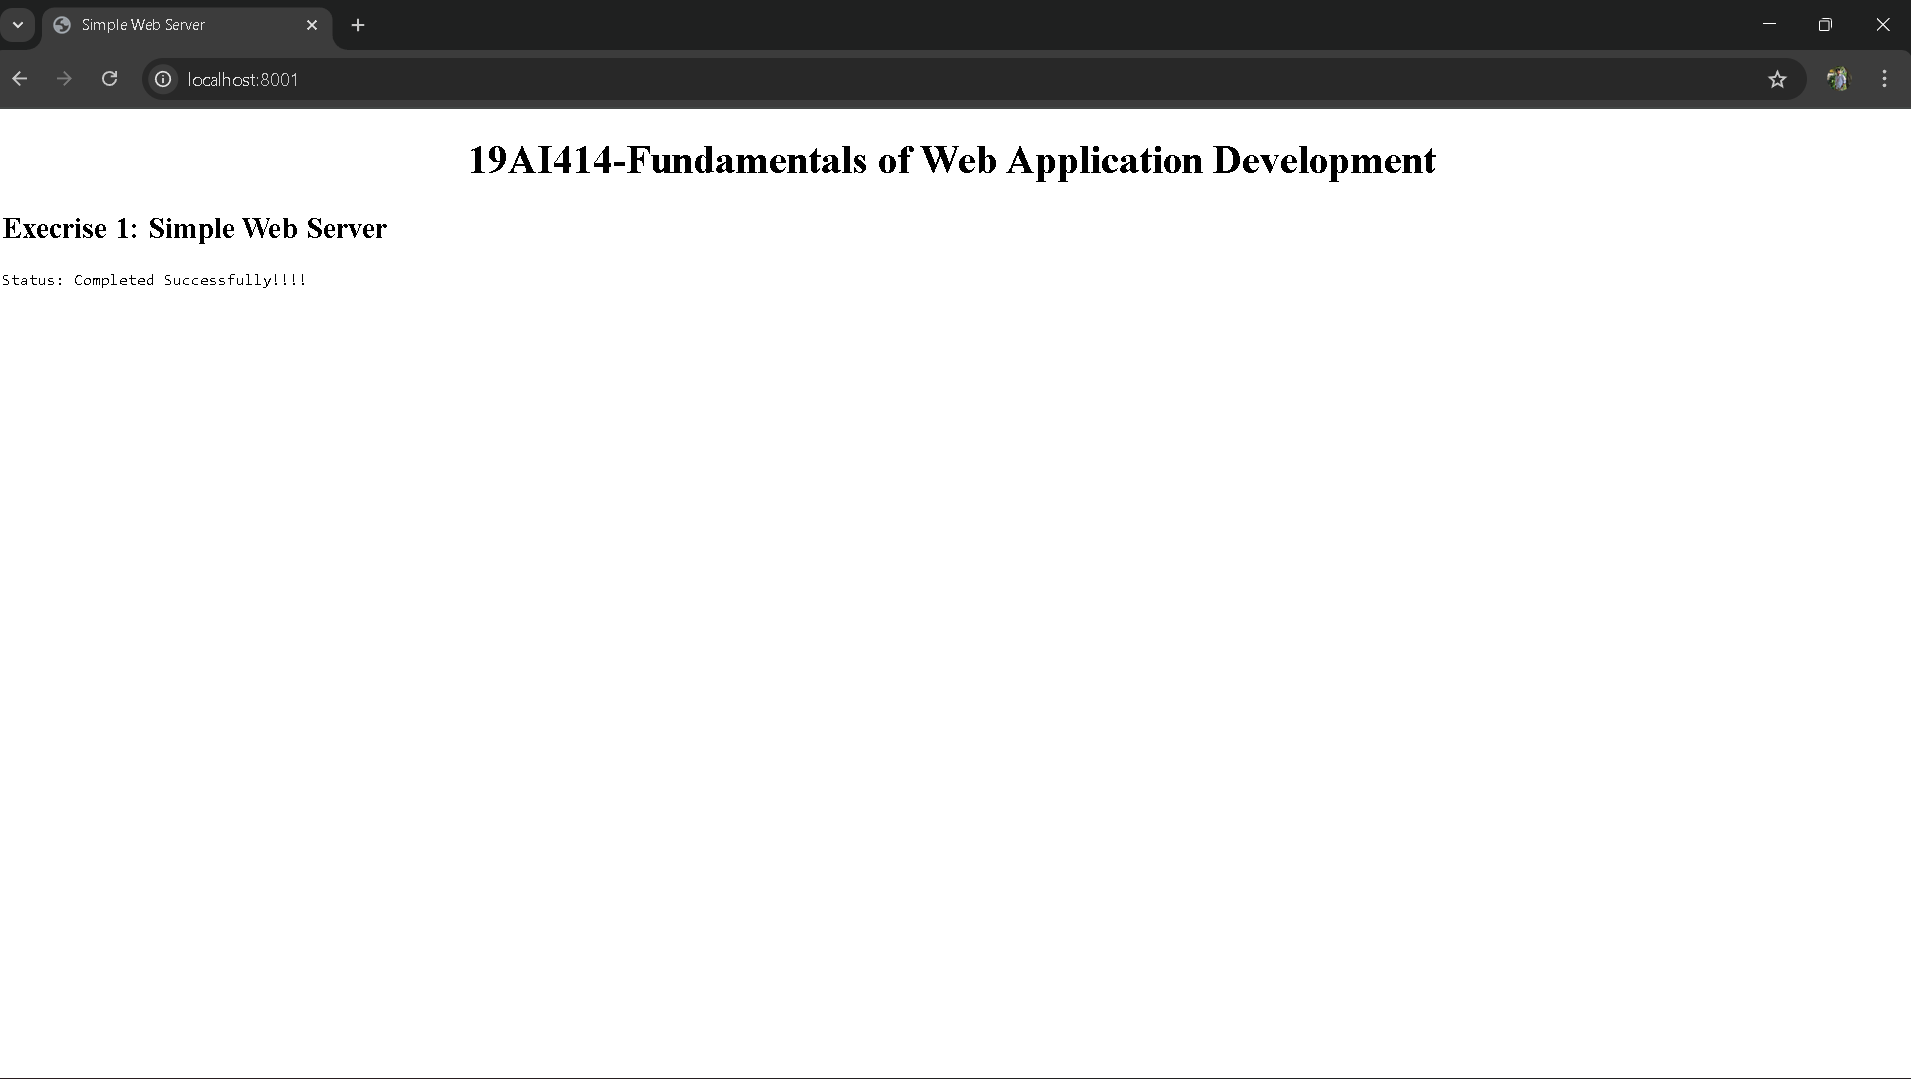 Simple Web Server
localhost:8001
19AI414-Fundamentals of Web Application Development
Execrise 1: Simple Web Server
Status: Completed Successfully!!!!